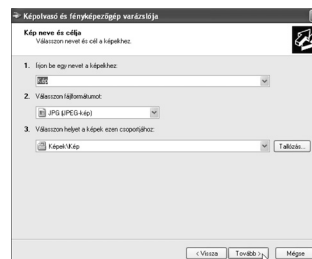 Képolvasó és fényképezőgép varázslója
Kép neve és célja
Válasszon nevet és célt a képekhez.
1. Írjon be egy nevet a képekhez:
Kép
2. Válasszon fájlformátumot:
JPG (JPEG-kép)
3. Válasszon helyet a képek ezen csoportjához:
Képek\Kép
Tallózás...
< Vissza
Tovább >
Mégse